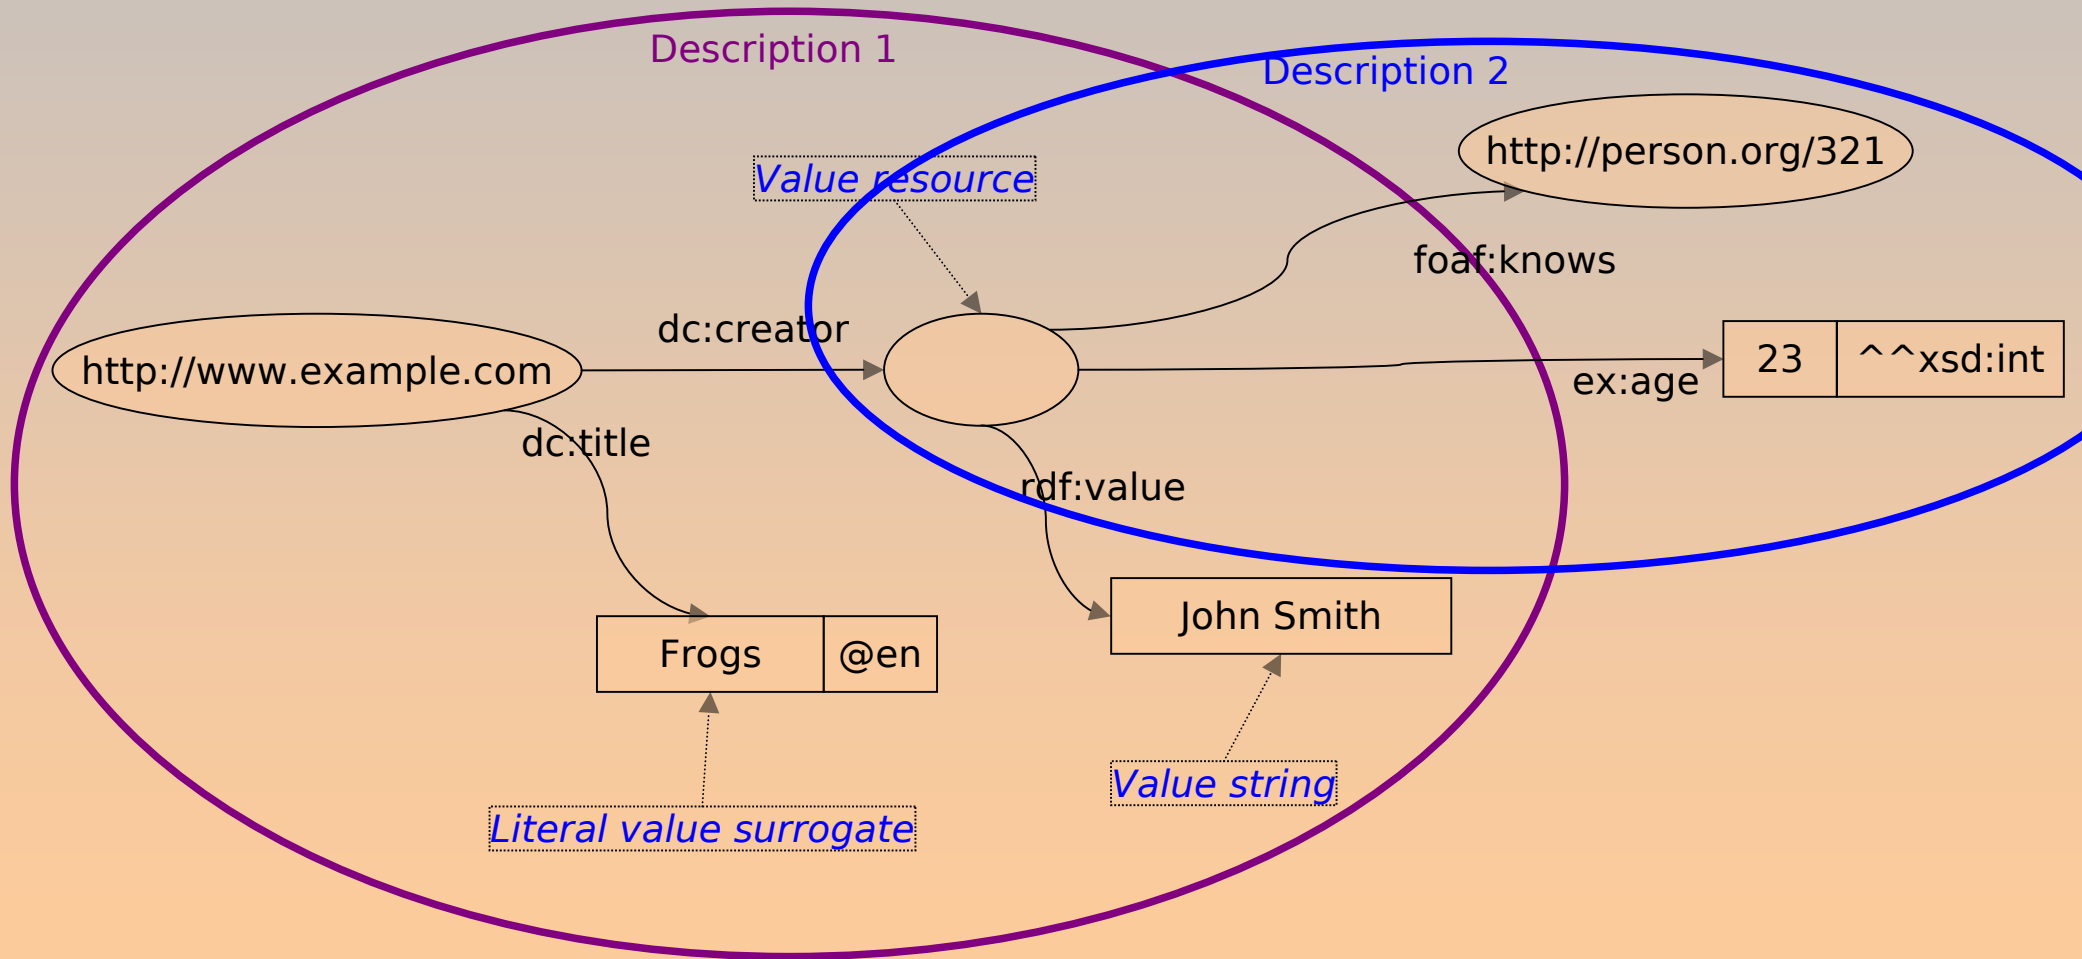 Description 1
Description 2
http://person.org/321
Value resource
foaf:knows
dc:creator
http://www.example.com
23 ^^xsd:int
ex:age
dc:title
rdf:value
John Smith
Frogs @en
Value string
Literal value surrogate